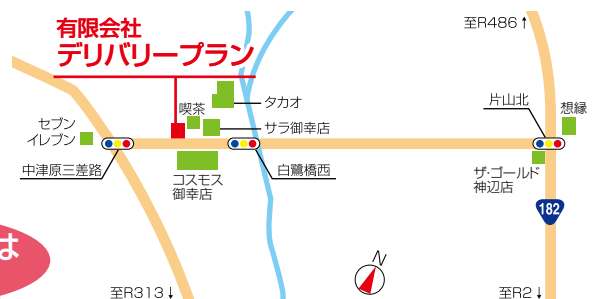 有限会社
デリバリープラン
至R486↑
喫茶
タカオ
片山北
想縁
セブン
イレブン
サラ御幸店
中津原三差路
コスモス
御幸店
白鷺橋西
ザ・ゴールド
神辺店
182
は
N
至R313↓
至R2↓